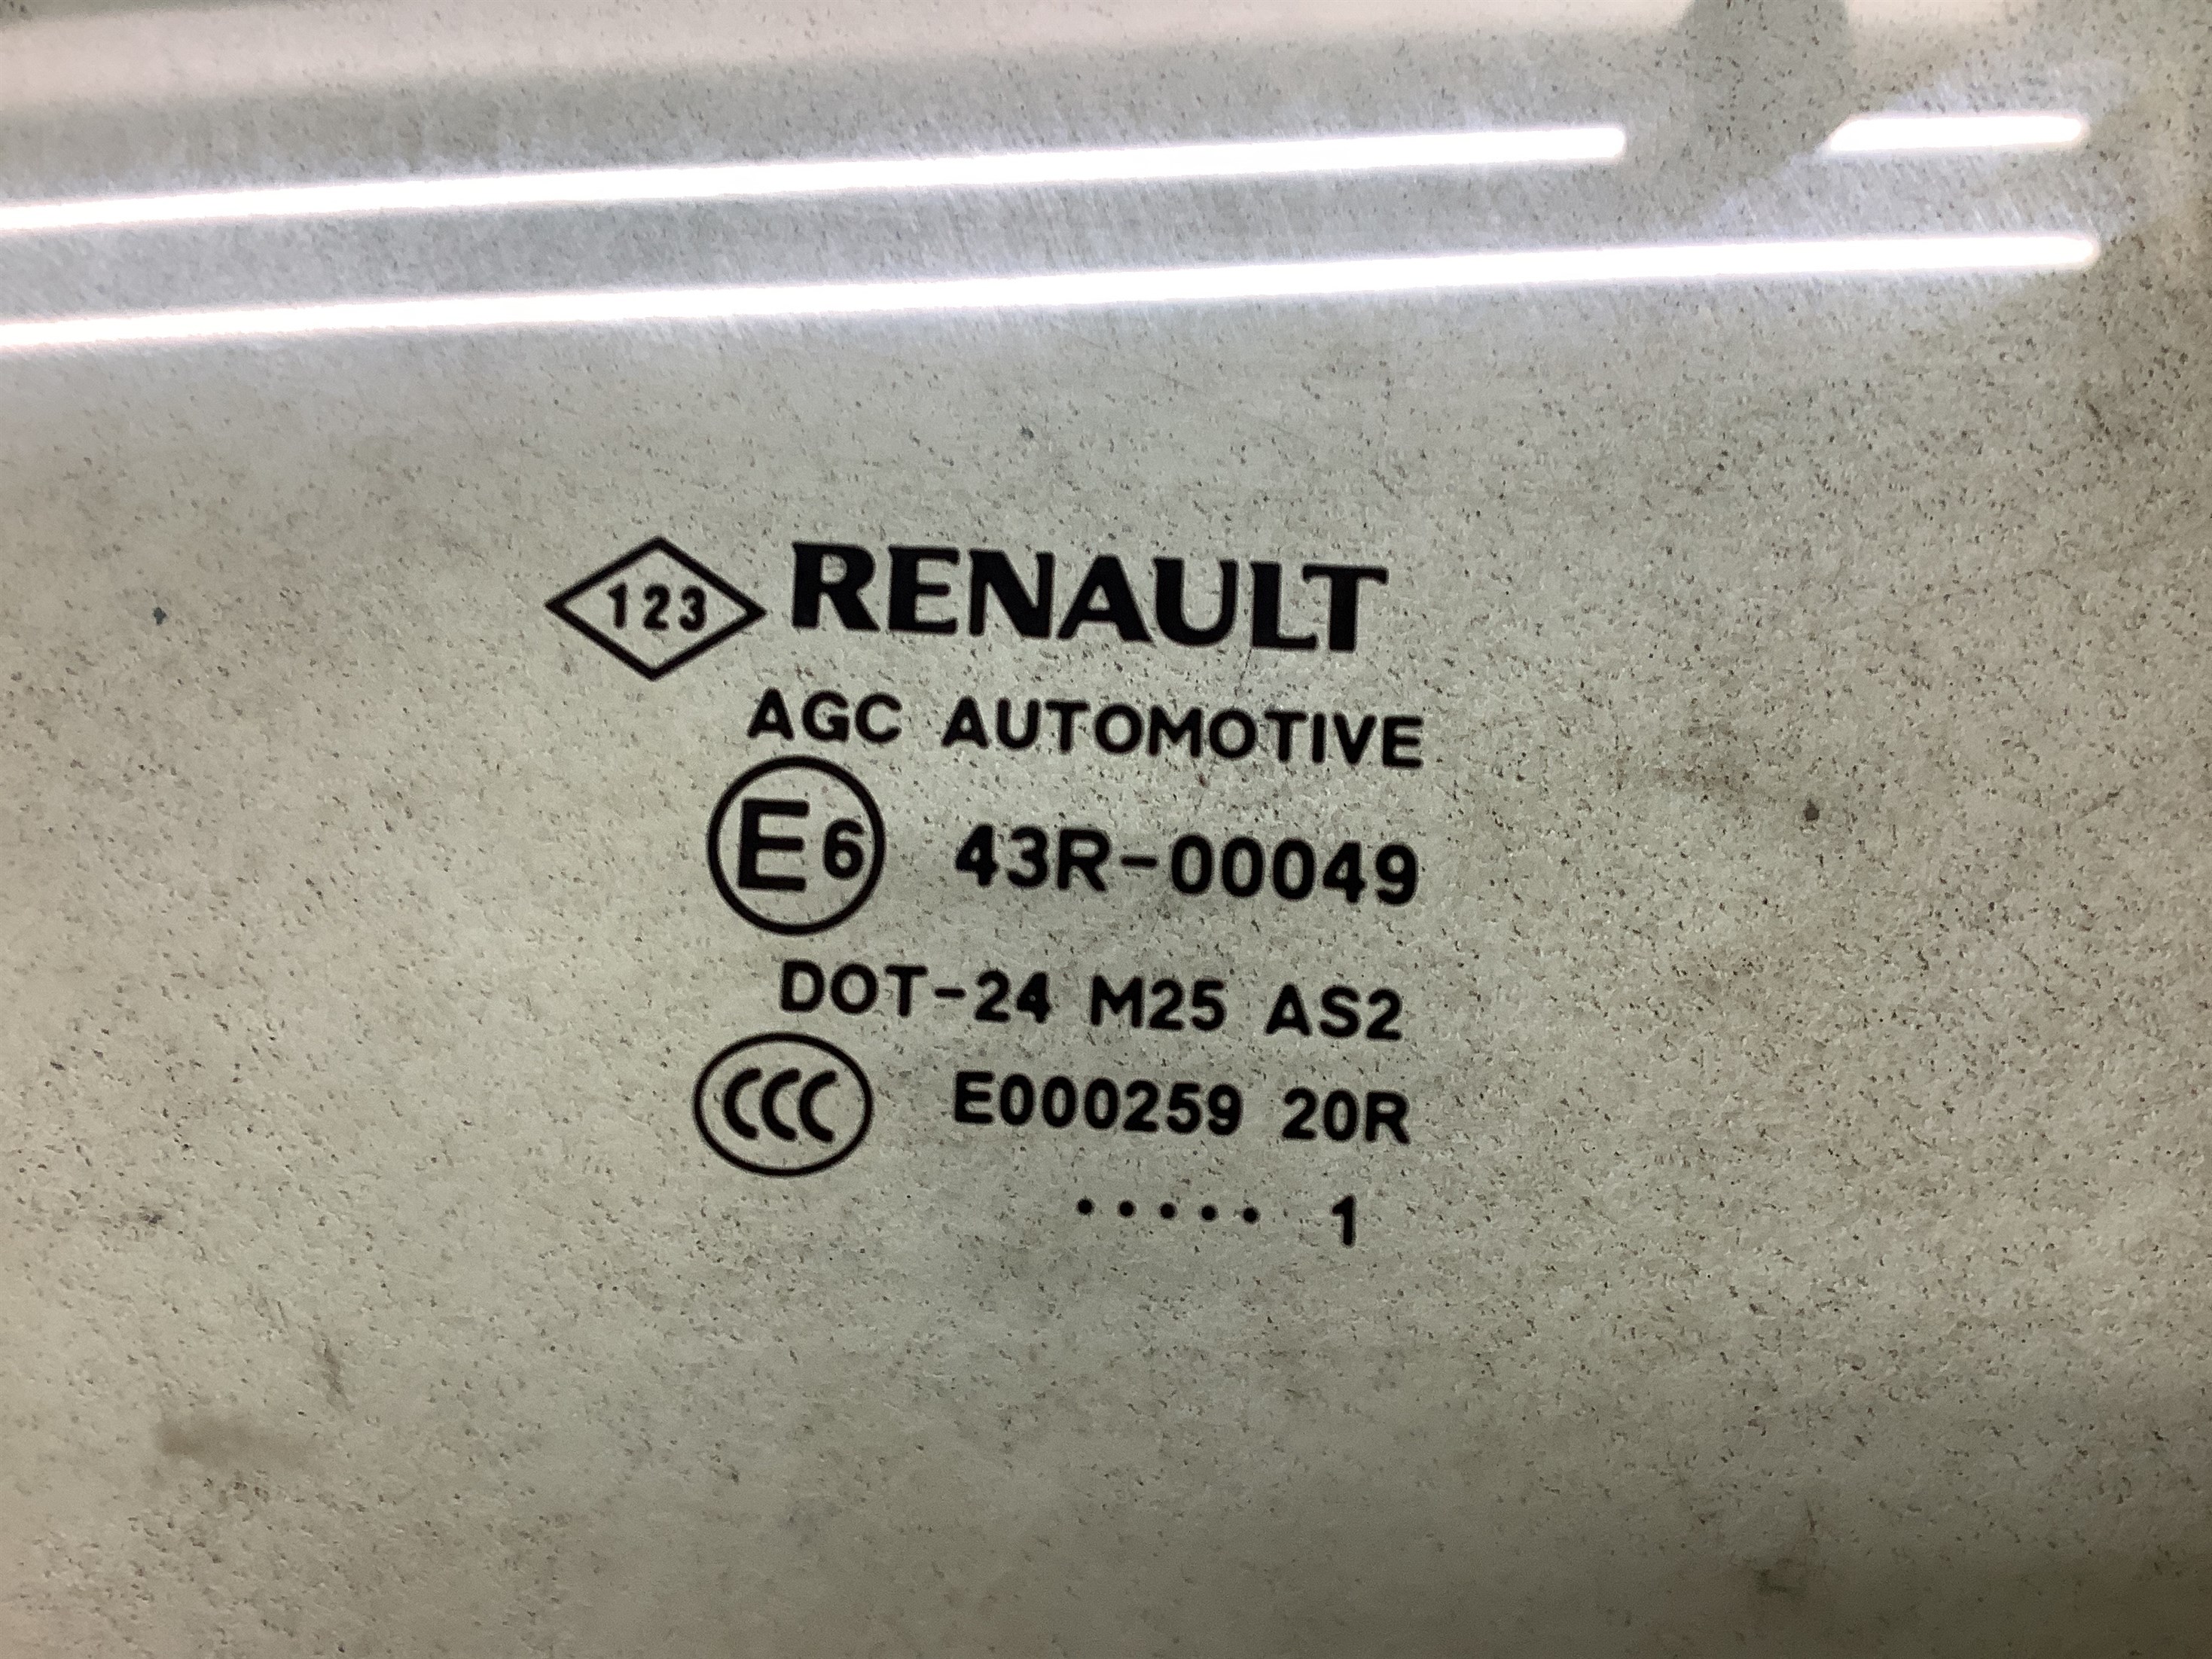 123 RENAULT
AGC AUTOMOTIVE
E6 43R-00049
DOT-24 M25 AS2
CCC E000259 20R
..... 1